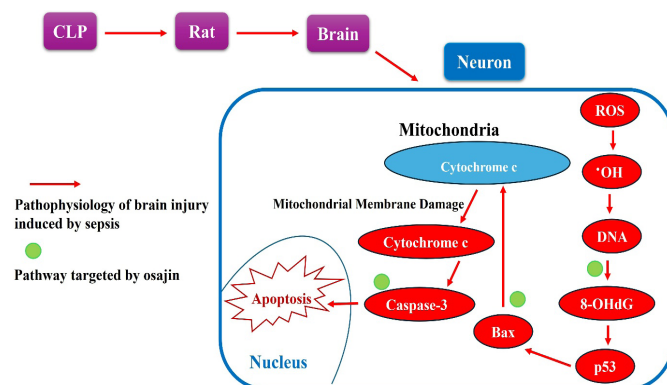 CLP
Rat
Brain
Neuron
ROS
Mitochondria
Cytochrome c
•OH
Pathophysiology of brain injury
induced by sepsis
Mitochondrial Membrane Damage
DNA
Cytochrome c
Pathway targeted by osajin
Apoptosis
Caspase-3
8-OHdG
Bax
Nucleus
p53